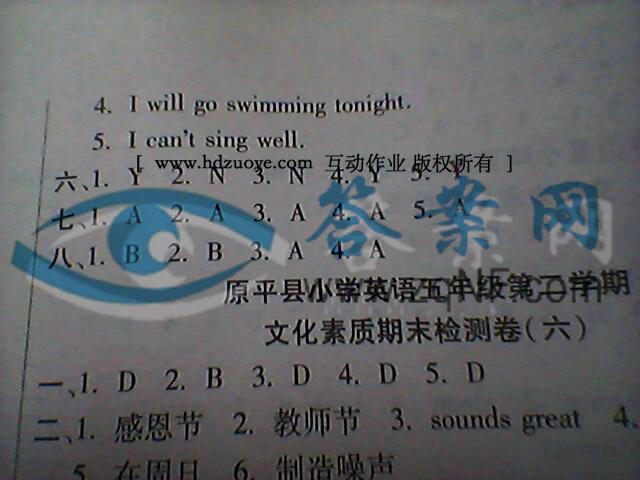 4. I will go swimming tonight.
5. I can't sing well.
[ www.hdzuoye.com 互动作业 版权所有 ]
六、1. Y 2. N 3. N 4. Y 5. Y
七、1. A 2. A 3. A 4. A 5. A
答案网
八、1. B 2. B 3. A 4. A
原平县小学英语五年级第二学期
文化素质期末检测卷(六)
一、1. D 2. B 3. D 4. D 5. D
二、1. 感恩节 2. 教师节 3. sounds great 4.
5. 在周日 6. 制造噪声